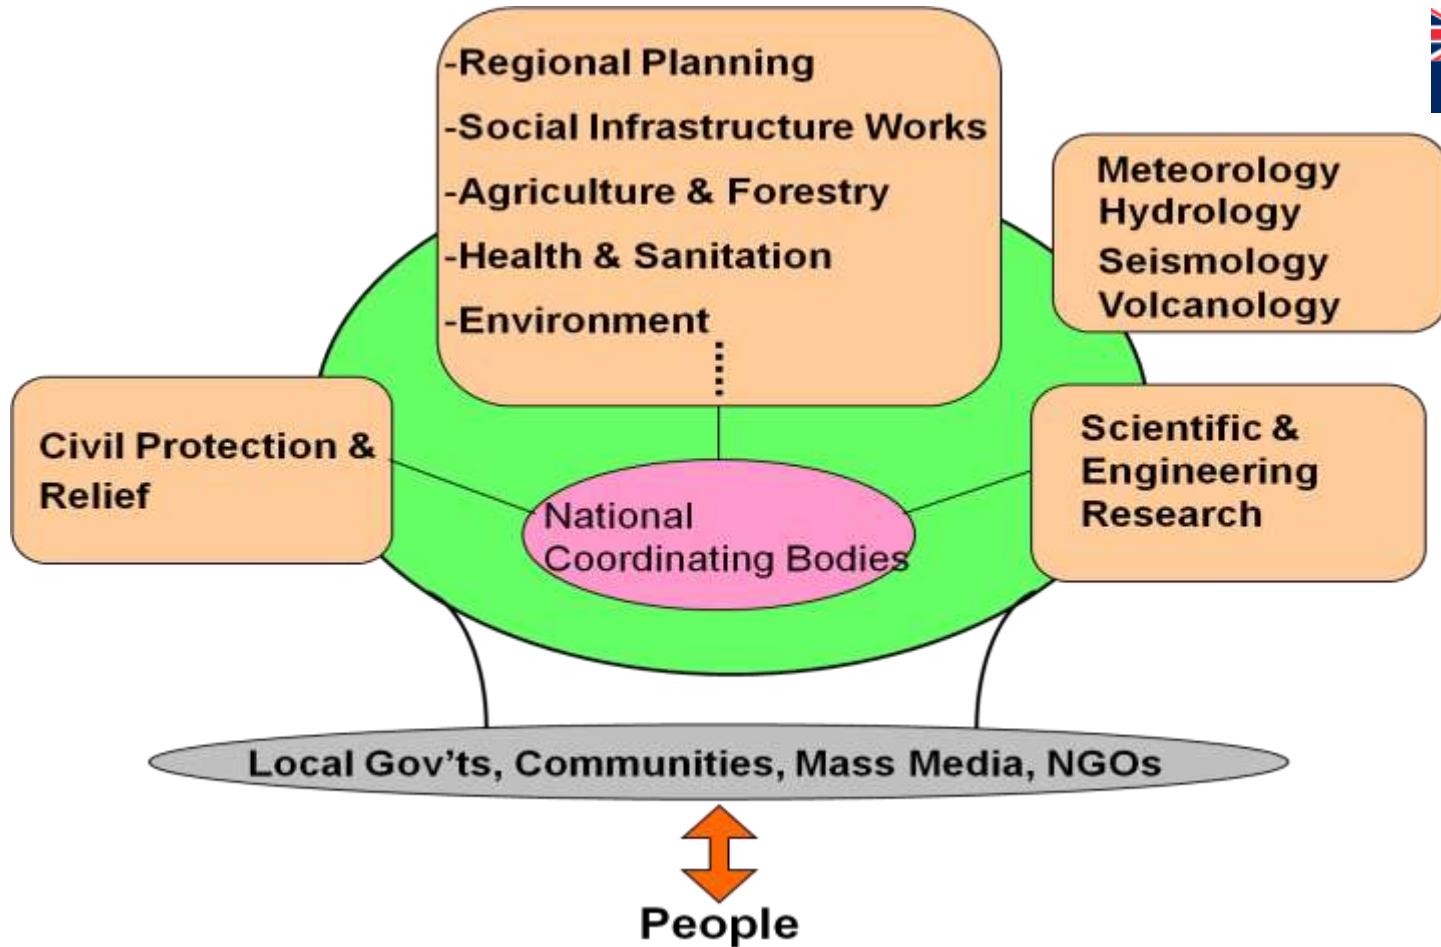 -Regional Planning
-Social Infrastructure Works
-Agriculture & Forestry
-Health & Sanitation
-Environment
Meteorology
Hydrology
Seismology
Volcanology
Civil Protection &
Relief
Scientific &
Engineering
Research
National
Coordinating Bodies
Local Gov’ts, Communities, Mass Media, NGOs
People